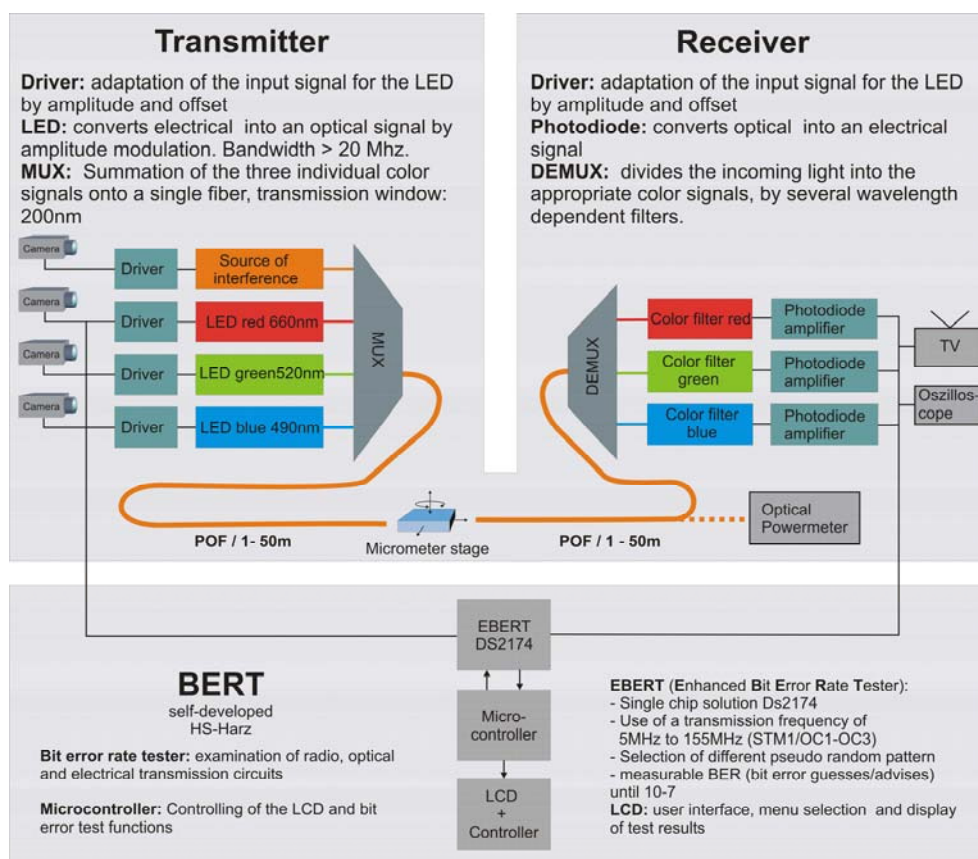 Transmitter
Driver: adaptation of the input signal for the LED
by amplitude and offset
LED: converts electrical into an optical signal by
amplitude modulation. Bandwidth > 20 Mhz.
MUX: Summation of the three individual color
signals onto a single fiber, transmission window:
200nm
Camera
Driver
Source of
interference
Camera
Driver
LED red 660nm
Camera
Driver
LED green520nm
Camera
Driver
LED blue 490nm
MUX
POF / 1- 50m
Micrometer stage
Receiver
Driver: adaptation of the input signal for the LED
by amplitude and offset
Photodiode: converts optical into an electrical
signal
DEMUX: divides the incoming light into the
appropriate color signals, by several wavelength
dependent filters.
DEMUX
Color filter red
Photodiode
amplifier
Color filter
green
Photodiode
amplifier
Color filter
blue
Photodiode
amplifier
TV
Oszillos-
cope
POF / 1 - 50m
Optical
Powermeter
BERT
self-developed
HS-Harz
Bit error rate tester: examination of radio, optical
and electrical transmission circuits
Microcontroller: Controlling of the LCD and bit
error test functions
EBERT
DS2174
Micro-
controller
LCD
+
Controller
EBERT (Enhanced Bit Error Rate Tester):
- Single chip solution Ds2174
- Use of a transmission frequency of
5MHz to 155MHz (STM1/OC1-OC3)
- Selection of different pseudo random pattern
- measurable BER (bit error guesses/advises)
until 10-7
LCD: user interface, menu selection and display
of test results